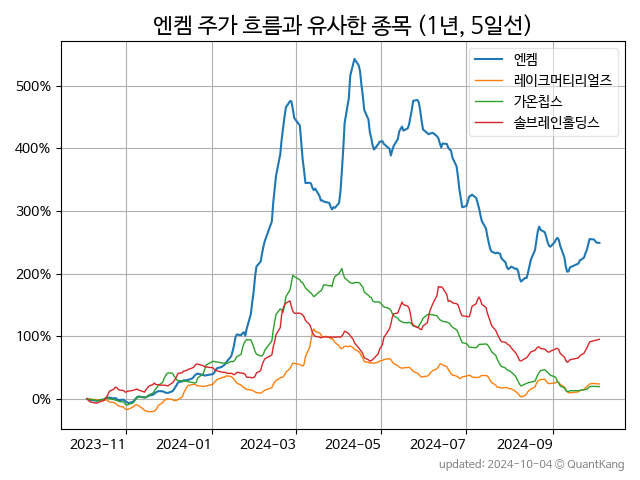 엔켐 주가 흐름과 유사한 종목 (1년, 5일선)
엔켐
레이크머티리얼즈
가온칩스
솔브레인홀딩스
500%
400%
300%
200%
100%
0%
2023-11
2024-01
2024-03
2024-05
2024-07
2024-09
updated: 2024-10-04 © QuantKang